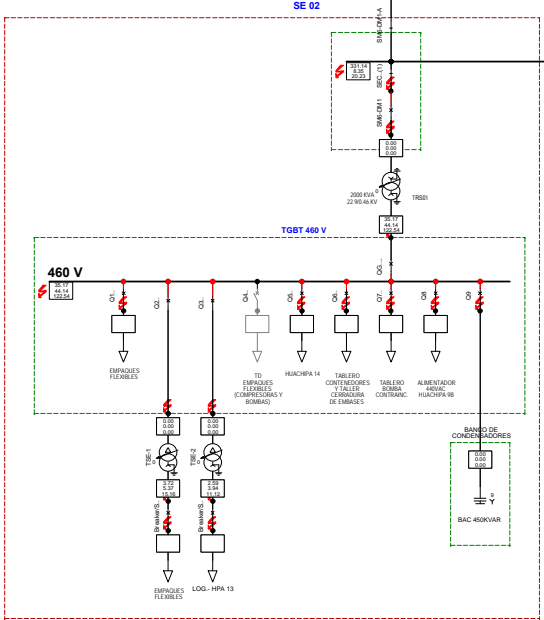 SE 02
SM6-DM1-A
331.14
8.35
20.23
SEC...(1)
SM6-DM1
0.00
0.00
0.00
2000 KVA
22.9/0.46 KV
0
TRS01
35.17
44.14
122.54
TGBT 460 V
460 V
35.17
44.14
122.54
QG...
Q1..
Q2..
Q3..
Q4..
Q5..
Q6..
Q7..
Q8
Q9
EMPAQUES
FLEXIBLES
TD
EMPAQUES
FLEXIBLES
(COMPRESORAS Y
BOMBAS)
HUACHIPA 14
TABLERO
CONTENEDORES
Y TALLER
CERRADURA
DE EMBASES
TABLERO
BOMBA
CONTRAINC.
ALIMENTADOR
440VAC
HUACHIPA 9B
0.00
0.00
0.00
0.00
0.00
0.00
TSE-1
0
TSE-2
0
3.72
5.37
15.16
2.59
3.94
11.12
Breaker/S...
Breaker/S...
EMPAQUES
FLEXIBLES
LOG.- HPA 13
BANCO DE
CONDENSADORES
0.00
0.00
0.00
9
BAC 450KVAR